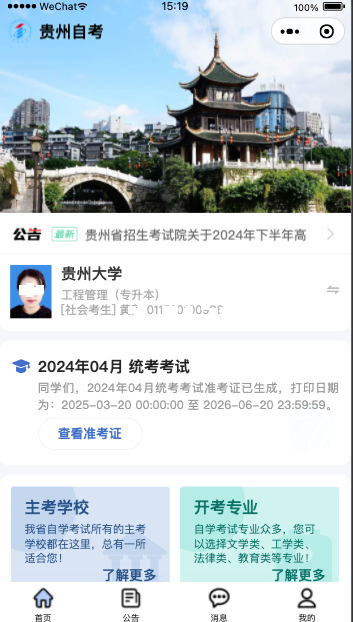 WeChat
15:19
100%
贵州自考
公告 最新 贵州省招生考试院关于2024年下半年高
贵州大学
工程管理（专升本）
[社会考生]
2024年04月 统考考试
同学们，2024年04月统考考试准考证已生成，打印日期
为：2025-03-20 00:00:00 至 2026-06-20 23:59:59。
查看准考证
主考学校
我省自学考试所有的主考
学校都在这里，总有一所
适合您！
了解更多
开考专业
自学考试专业众多，您可
以选择文学类、工学类、
法律类、教育类等专业！
了解更多
首页
公告
消息
我的